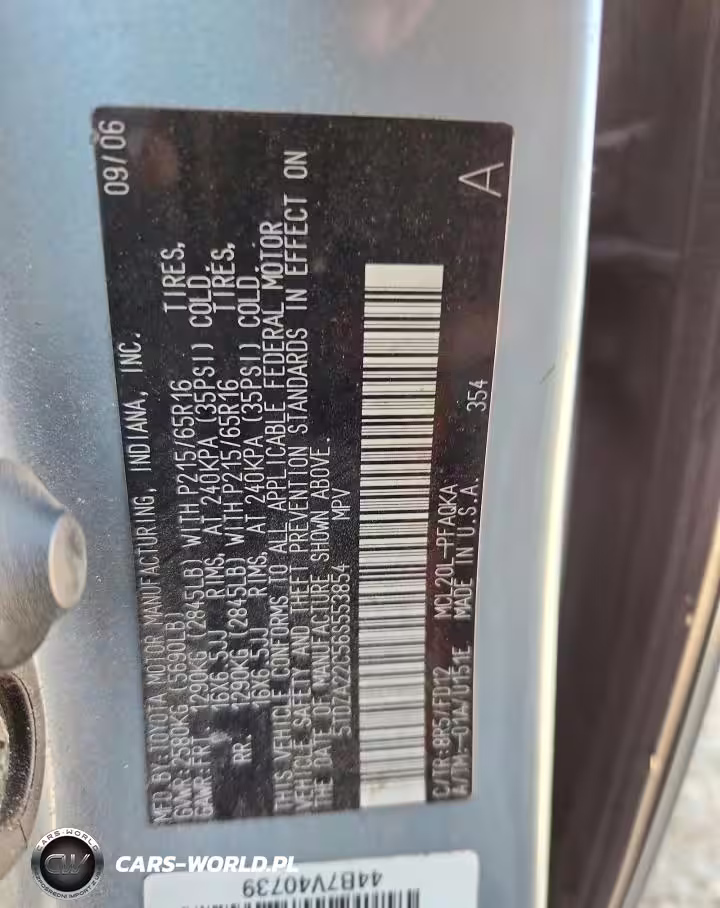 MFD.BY:TOYOTA MOTOR MANUFACTURING, INDIANA, INC. 09/06
GVWR:2580KG(5690LB)
GAWR:FRT 1290KG (2845LB) WITH P215/65R16 TIRES,
16X6.5JJ RIMS, AT 240KPA (35PSI) COLD.
RR. 1290KG (2845LB) WITH P215/65R16 TIRES,
16X6.5JJ RIMS, AT 240KPA (35PSI) COLD.
THIS VEHICLE CONFORMS TO ALL APPLICABLE FEDERAL MOTOR
VEHICLE SAFETY AND THEFT PREVENTION STANDARDS IN EFFECT ON
THE DATE OF MANUFACTURE SHOWN ABOVE.
5TDZA22C56S553854 MPV
C/TR:8R5/FD12 MCL20L-PFAQKA A
A/TM:-01A/U151E MADE IN U.S.A. 354
44B7V40739
CARS-WORLD
CW
CARS-WORLD.PL